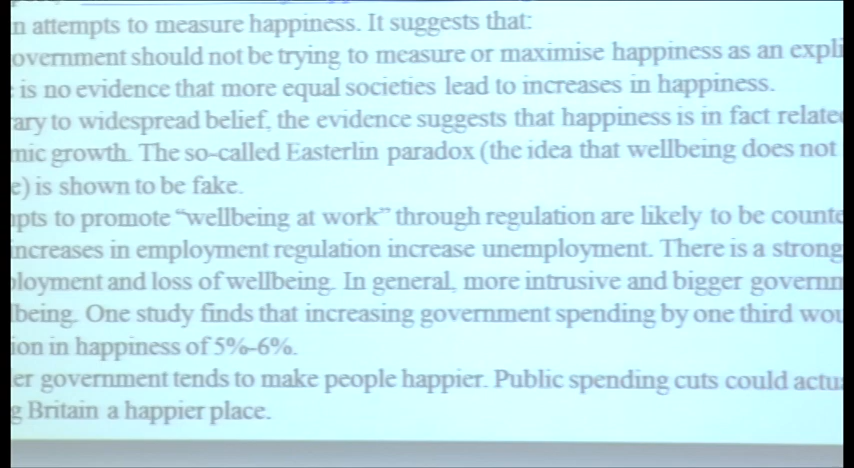 n attempts to measure happiness. It suggests that:
overnment should not be trying to measure or maximise happiness as an expli
is no evidence that more equal societies lead to increases in happiness.
ary to widespread belief, the evidence suggests that happiness is in fact relate
mic growth. The so-called Easterlin paradox (the idea that wellbeing does not
e) is shown to be fake.
pts to promote “wellbeing at work” through regulation are likely to be counte
increases in employment regulation increase unemployment. There is a strong
loyment and loss of wellbeing. In general, more intrusive and bigger governm
lbeing. One study finds that increasing government spending by one third wou
ion in happiness of 5%-6%.
er government tends to make people happier. Public spending cuts could actua
g Britain a happier place.